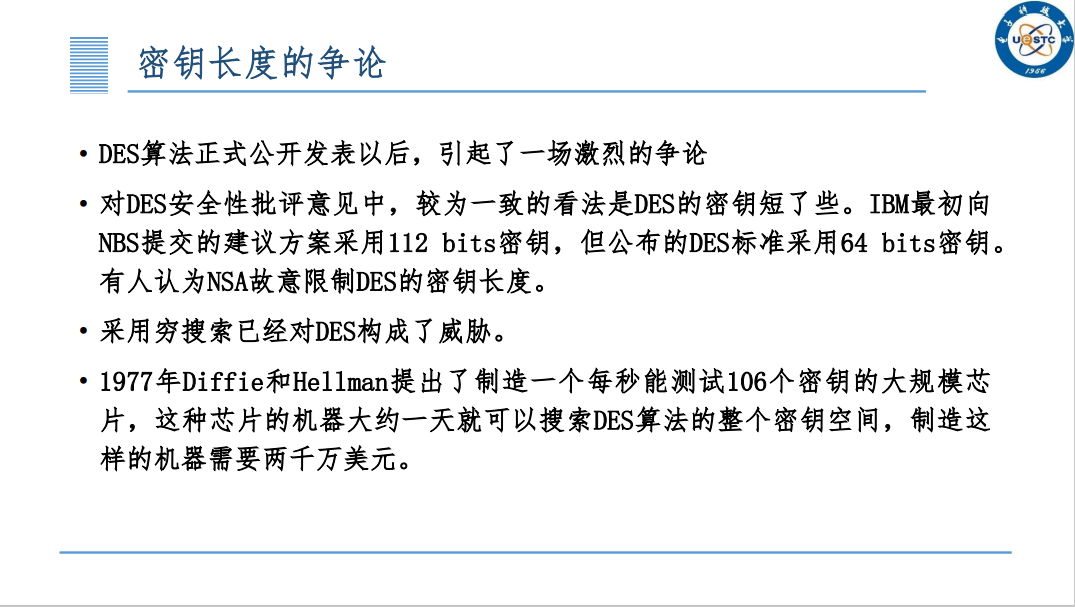 密钥长度的争论
UESTC
1956
• DES算法正式公开发表以后，引起了一场激烈的争论
• 对DES安全性批评意见中，较为一致的看法是DES的密钥短了些。IBM最初向
NBS提交的建议方案采用112 bits密钥，但公布的DES标准采用64 bits密钥。
有人认为NSA故意限制DES的密钥长度。
• 采用穷搜索已经对DES构成了威胁。
• 1977年Diffie和Hellman提出了制造一个每秒能测试106个密钥的大规模芯
片，这种芯片的机器大约一天就可以搜索DES算法的整个密钥空间，制造这
样的机器需要两千万美元。